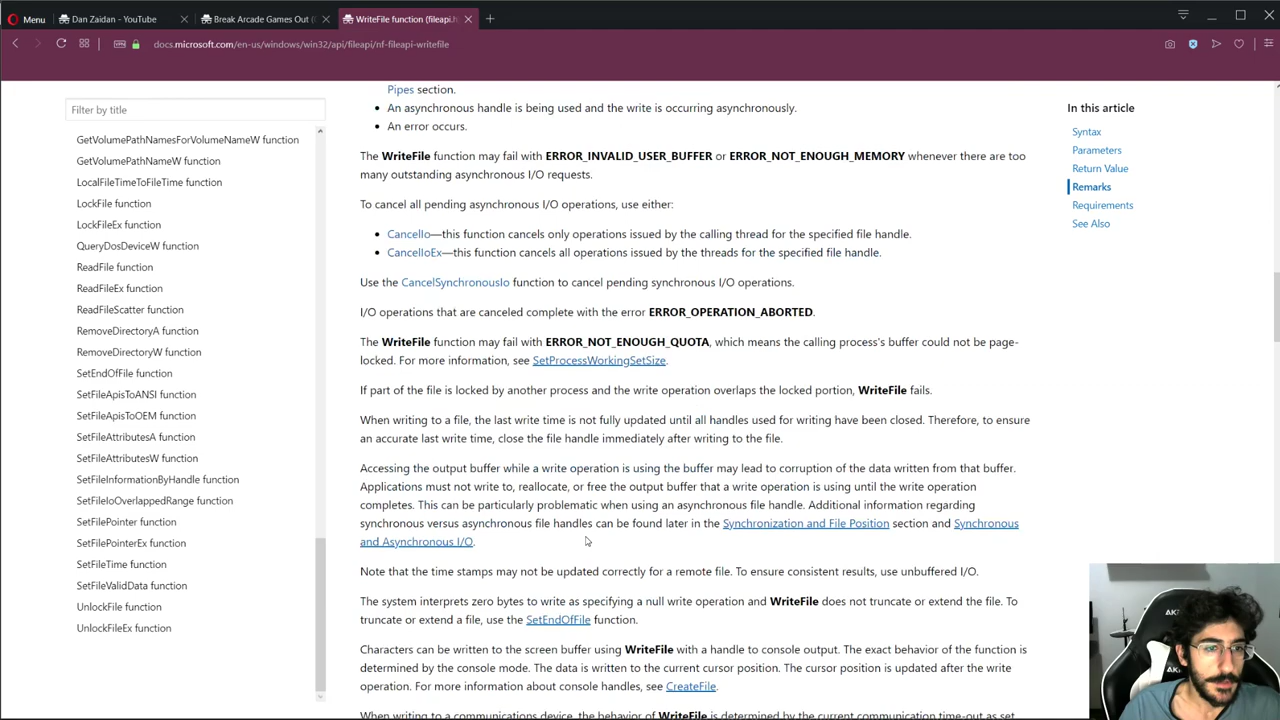 Menu
Dan Zaidan - YouTube
Break Arcade Games Out (
WriteFile function (fileapi.h
docs.microsoft.com/en-us/windows/win32/api/fileapi/nf-fileapi-writefile
Filter by title
GetVolumePathNamesForVolumeNameW function
GetVolumePathNameW function
LocalFileTimeToFileTime function
LockFile function
LockFileEx function
QueryDosDeviceW function
ReadFile function
ReadFileEx function
ReadFileScatter function
RemoveDirectoryA function
RemoveDirectoryW function
SetEndOfFile function
SetFileApisToANSI function
SetFileApisToOEM function
SetFileAttributesA function
SetFileAttributesW function
SetFileInformationByHandle function
SetFileIoOverlappedRange function
SetFilePointer function
SetFilePointerEx function
SetFileTime function
SetFileValidData function
UnlockFile function
UnlockFileEx function
Pipes section.
• An asynchronous handle is being used and the write is occurring asynchronously.
• An error occurs.
The WriteFile function may fail with ERROR_INVALID_USER_BUFFER or ERROR_NOT_ENOUGH_MEMORY whenever there are too
many outstanding asynchronous I/O requests.
To cancel all pending asynchronous I/O operations, use either:
• CancelIo—this function cancels only operations issued by the calling thread for the specified file handle.
• CancelIoEx—this function cancels all operations issued by the threads for the specified file handle.
Use the CancelSynchronousIo function to cancel pending synchronous I/O operations.
I/O operations that are canceled complete with the error ERROR_OPERATION_ABORTED.
The WriteFile function may fail with ERROR_NOT_ENOUGH_QUOTA, which means the calling process's buffer could not be page-
locked. For more information, see SetProcessWorkingSetSize.
If part of the file is locked by another process and the write operation overlaps the locked portion, WriteFile fails.
When writing to a file, the last write time is not fully updated until all handles used for writing have been closed. Therefore, to ensure
an accurate last write time, close the file handle immediately after writing to the file.
Accessing the output buffer while a write operation is using the buffer may lead to corruption of the data written from that buffer.
Applications must not write to, reallocate, or free the output buffer that a write operation is using until the write operation
completes. This can be particularly problematic when using an asynchronous file handle. Additional information regarding
synchronous versus asynchronous file handles can be found later in the Synchronization and File Position section and Synchronous
and Asynchronous I/O.
Note that the time stamps may not be updated correctly for a remote file. To ensure consistent results, use unbuffered I/O.
The system interprets zero bytes to write as specifying a null write operation and WriteFile does not truncate or extend the file. To
truncate or extend a file, use the SetEndOfFile function.
Characters can be written to the screen buffer using WriteFile with a handle to console output. The exact behavior of the function is
determined by the console mode. The data is written to the current cursor position. The cursor position is updated after the write
operation. For more information about console handles, see CreateFile.
When writing to a communications device, the behavior of WriteFile is determined by the current communication time-out as set
In this article
Syntax
Parameters
Return Value
Remarks
Requirements
See Also